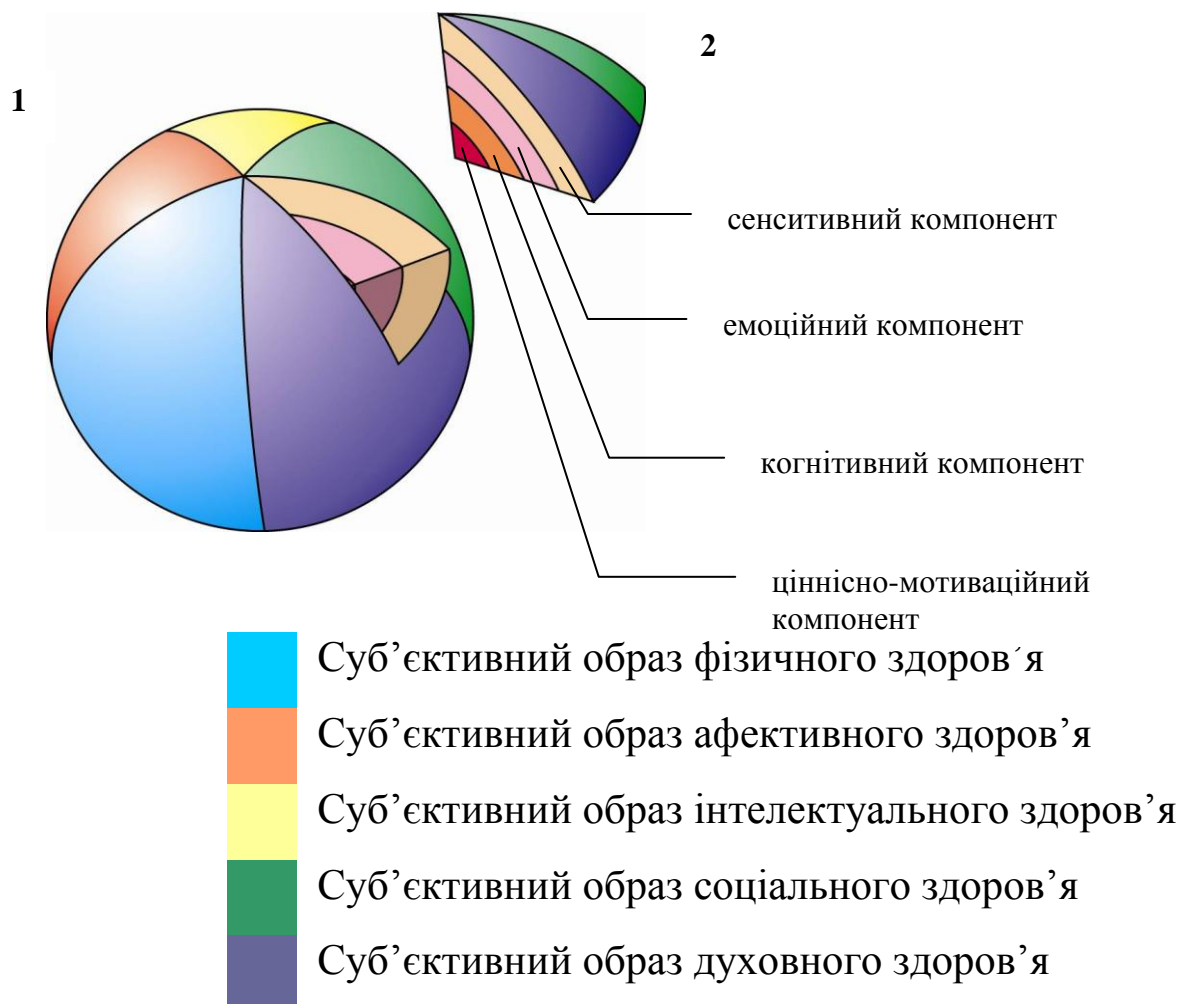 1
2
сенситивний компонент
емоційний компонент
когнітивний компонент
ціннісно-мотиваційний
компонент
Суб’єктивний образ фізичного здоров´я
Суб’єктивний образ афективного здоров’я
Суб’єктивний образ інтелектуального здоров’я
Суб’єктивний образ соціального здоров’я
Суб’єктивний образ духовного здоров’я